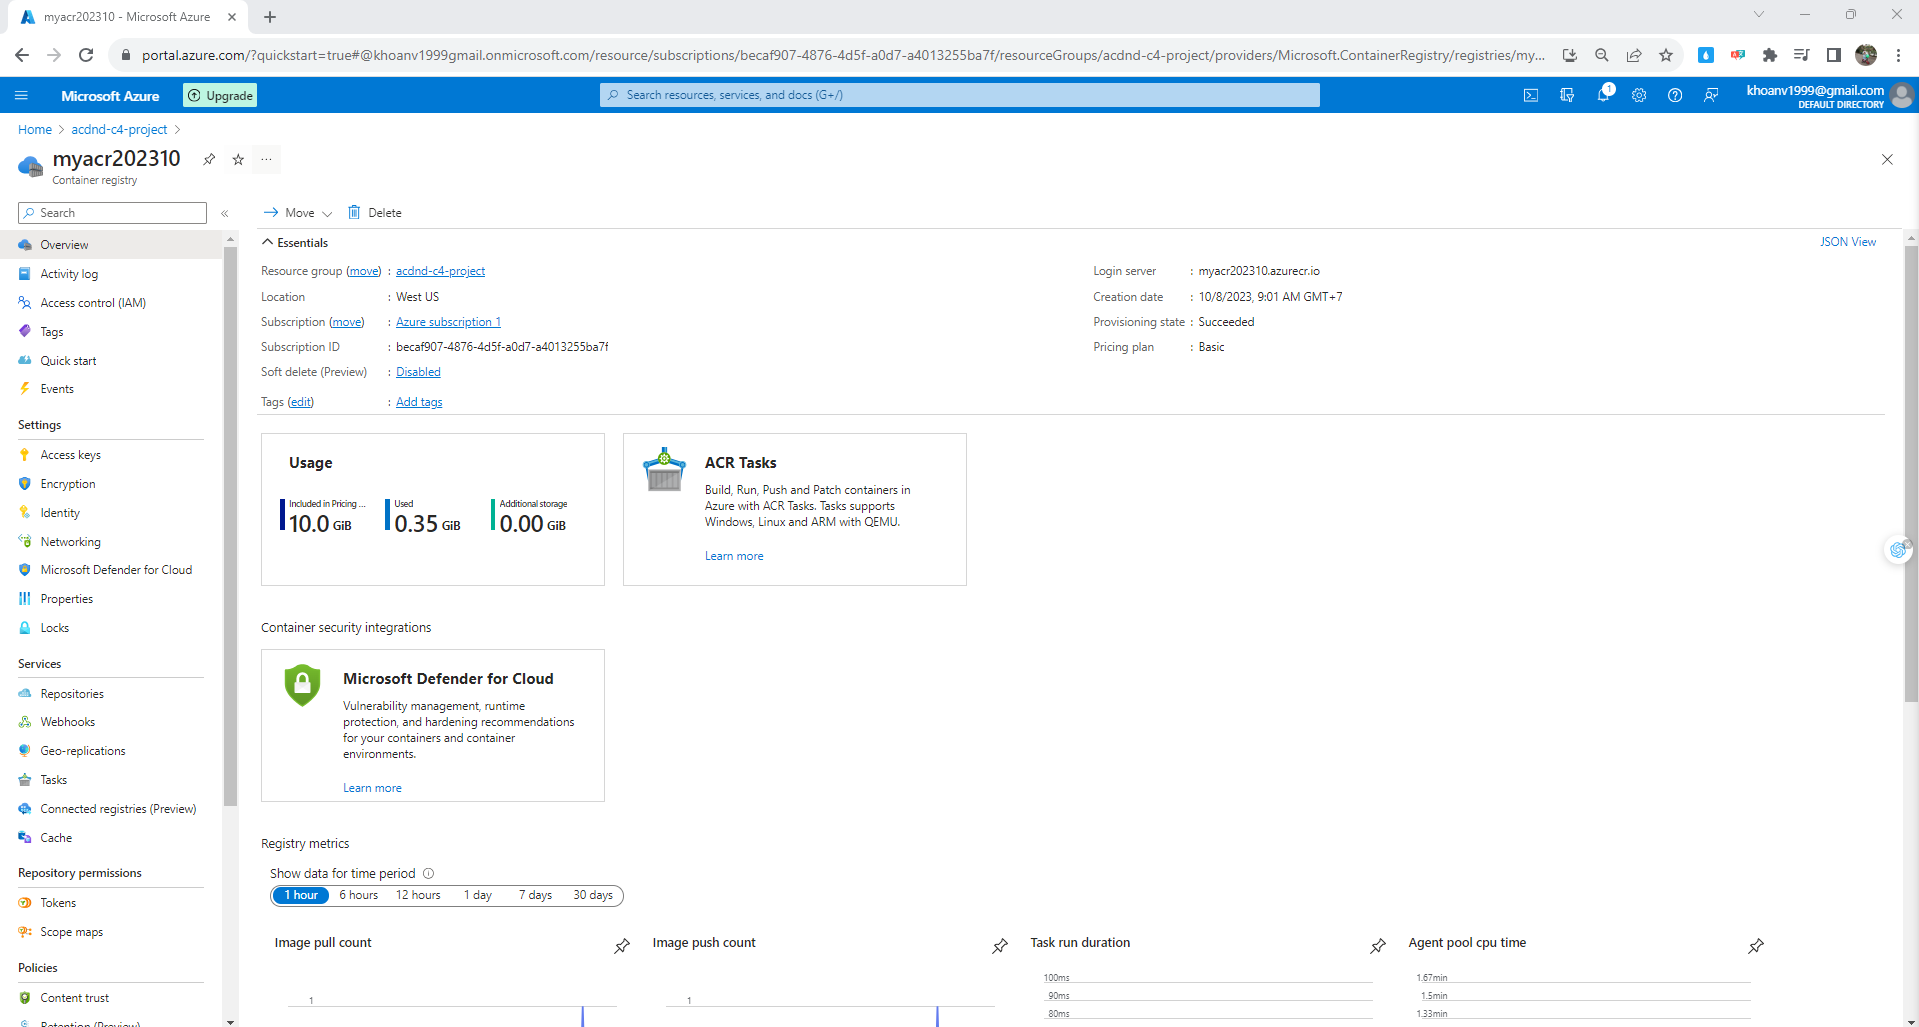 myacr202310 - Microsoft Azure
portal.azure.com/?quickstart=true#@khoanv1999gmail.onmicrosoft.com/resource/subscriptions/becaf907-4876-4d5f-a0d7-a4013255ba7f/resourceGroups/acdnd-c4-project/providers/Microsoft.ContainerRegistry/registries/my...
Microsoft Azure
Upgrade
Search resources, services, and docs (G+/)
1
khoanv1999@gmail.com
DEFAULT DIRECTORY
Home > acdnd-c4-project >
myacr202310
...
Container registry
Search
«
Move
Delete
Overview
Activity log
Access control (IAM)
Tags
Quick start
Events
Settings
Access keys
Encryption
Identity
Networking
Microsoft Defender for Cloud
Properties
Locks
Services
Repositories
Webhooks
Geo-replications
Tasks
Connected registries (Preview)
Cache
Repository permissions
Tokens
Scope maps
Policies
Content trust
Retention (Preview)
Essentials
JSON View
Resource group (move) : acdnd-c4-project
Location : West US
Subscription (move) : Azure subscription 1
Subscription ID : becaf907-4876-4d5f-a0d7-a4013255ba7f
Soft delete (Preview) : Disabled
Tags (edit) : Add tags
Login server : myacr202310.azurecr.io
Creation date : 10/8/2023, 9:01 AM GMT+7
Provisioning state : Succeeded
Pricing plan : Basic
Usage
Included in Pricing ...
10.0 GiB
Used
0.35 GiB
Additional storage
0.00 GiB
ACR Tasks
Build, Run, Push and Patch containers in
Azure with ACR Tasks. Tasks supports
Windows, Linux and ARM with QEMU.
Learn more
Container security integrations
Microsoft Defender for Cloud
Vulnerability management, runtime
protection, and hardening recommendations
for your containers and container
environments.
Learn more
Registry metrics
Show data for time period
1 hour 6 hours 12 hours 1 day 7 days 30 days
Image pull count
1
Image push count
1
Task run duration
100ms
90ms
80ms
Agent pool cpu time
1.67min
1.5min
1.33min